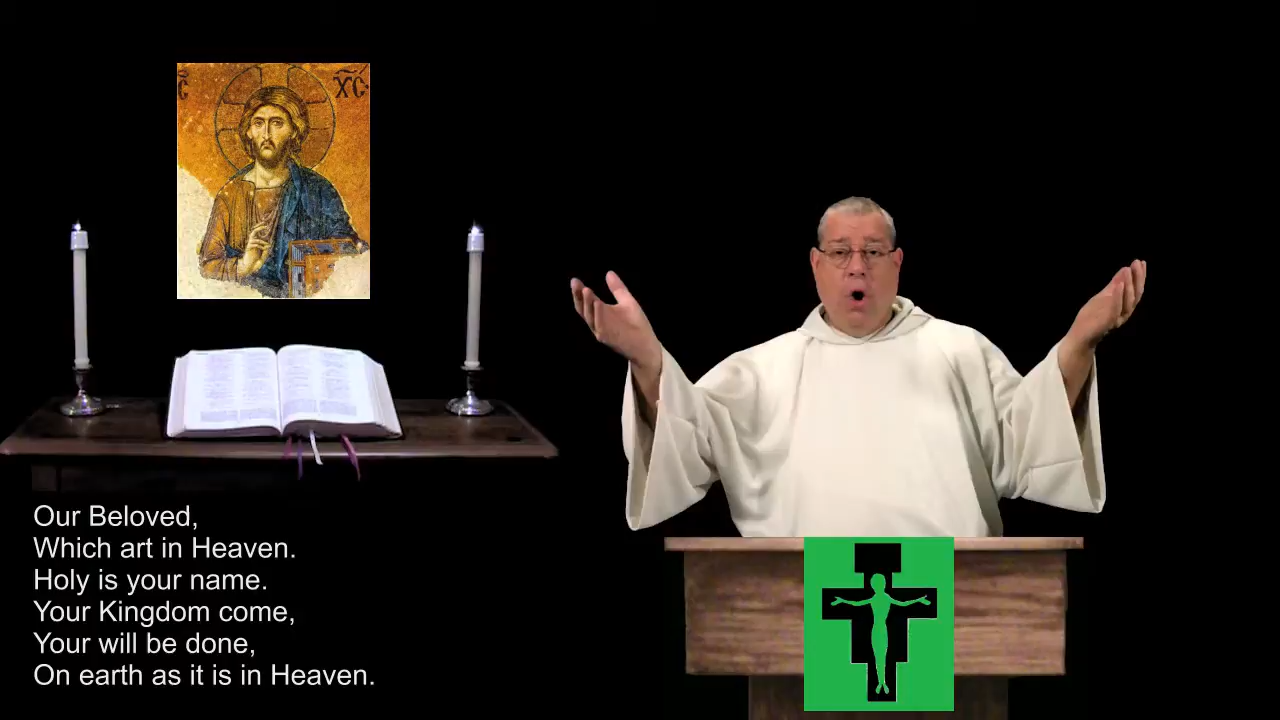 XC
Our Beloved,
Which art in Heaven.
Holy is your name.
Your Kingdom come,
Your will be done,
On earth as it is in Heaven.